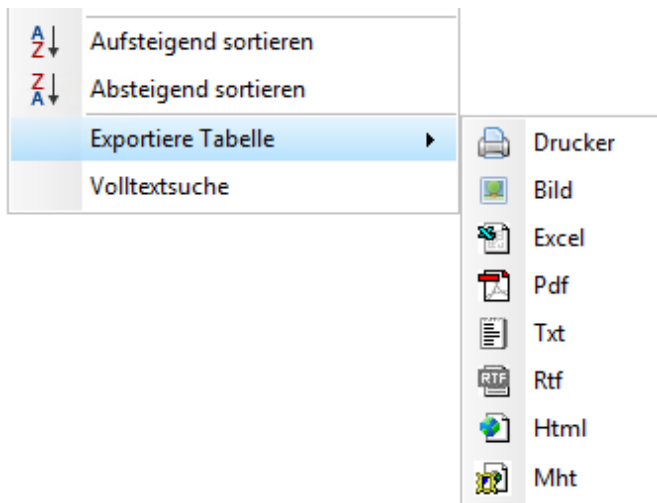 Aufsteigend sortieren
Absteigend sortieren
Exportiere Tabelle
Volltextsuche
Drucker
Bild
Excel
Pdf
Txt
Rtf
Html
Mht